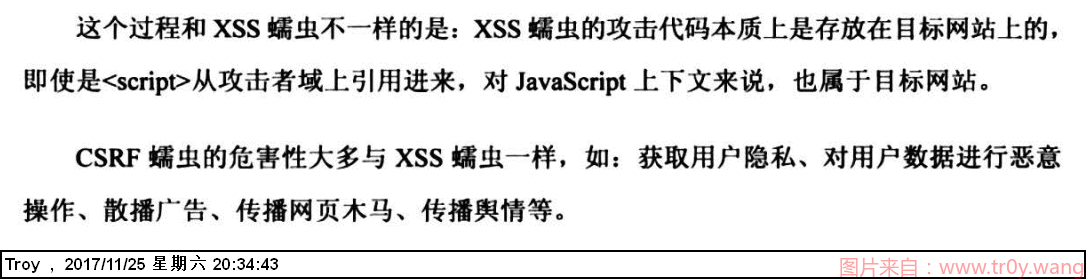 这个过程和 XSS 蠕虫不一样的是：XSS 蠕虫的攻击代码本质上是存放在目标网站上的，
即使是<script>从攻击者域上引用进来，对 JavaScript 上下文来说，也属于目标网站。
CSRF 蠕虫的危害性大多与 XSS 蠕虫一样，如：获取用户隐私、对用户数据进行恶意
操作、散播广告、传播网页木马、传播舆情等。
Troy , 2017/11/25 星期六 20:34:43
图片来自：www.tr0y.wang